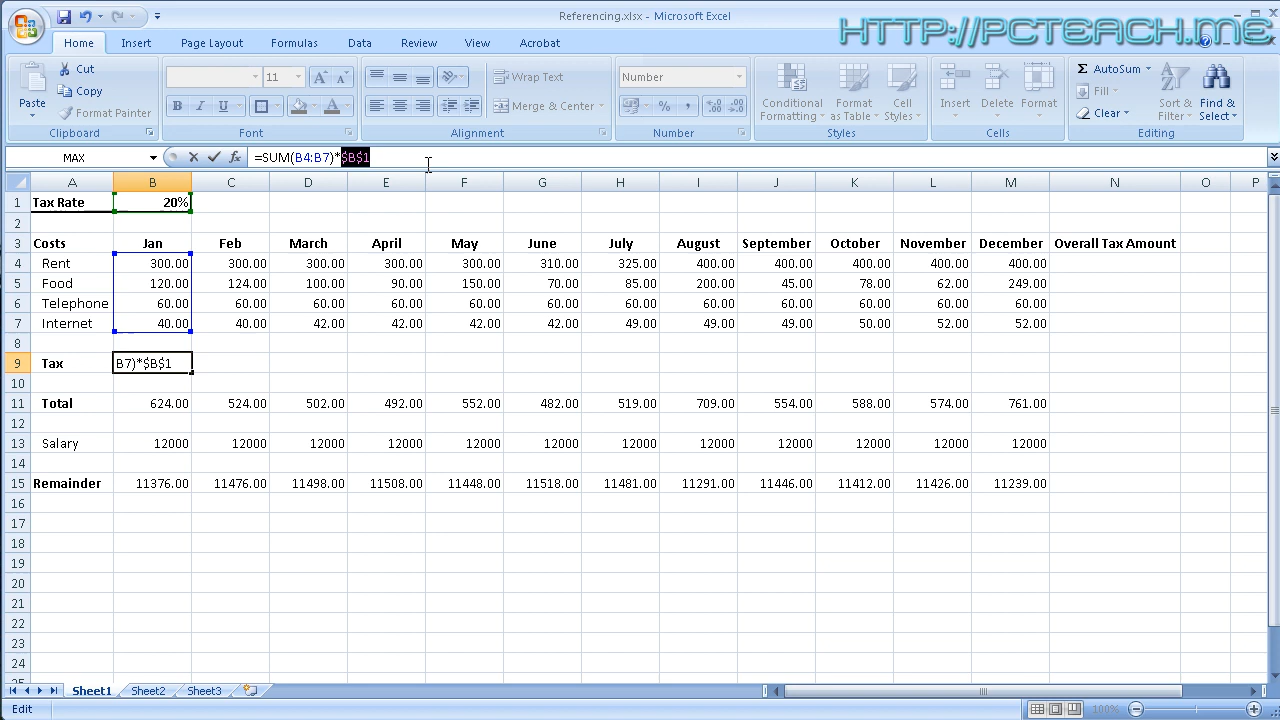 Referencing.xlsx - Microsoft Excel
HTTP://PCTEACH.ME
Home Insert Page Layout Formulas Data Review View Acrobat
Paste Cut Copy Format Painter Clipboard
11 B I U Font
Wrap Text Merge & Center Alignment
Number % , Number
Conditional Formatting Format as Table Cell Styles Styles
Insert Delete Format Cells
Σ AutoSum Fill Clear Sort & Filter Find & Select Editing
MAX fx =SUM(B4:B7)*$B$1
A B C D E F G H I J K L M N O P
1 Tax Rate 20%
2
3 Costs Jan Feb March April May June July August September October November December Overall Tax Amount
4 Rent 300.00 300.00 300.00 300.00 300.00 310.00 325.00 400.00 400.00 400.00 400.00 400.00
5 Food 120.00 124.00 100.00 90.00 150.00 70.00 85.00 200.00 45.00 78.00 62.00 249.00
6 Telephone 60.00 60.00 60.00 60.00 60.00 60.00 60.00 60.00 60.00 60.00 60.00 60.00
7 Internet 40.00 40.00 42.00 42.00 42.00 42.00 49.00 49.00 49.00 50.00 52.00 52.00
8
9 Tax B7)*$B$1
10
11 Total 624.00 524.00 502.00 492.00 552.00 482.00 519.00 709.00 554.00 588.00 574.00 761.00
12
13 Salary 12000 12000 12000 12000 12000 12000 12000 12000 12000 12000 12000 12000
14
15 Remainder 11376.00 11476.00 11498.00 11508.00 11448.00 11518.00 11481.00 11291.00 11446.00 11412.00 11426.00 11239.00
16
17
18
19
20
21
22
23
24
25
Sheet1 Sheet2 Sheet3
Edit 100%